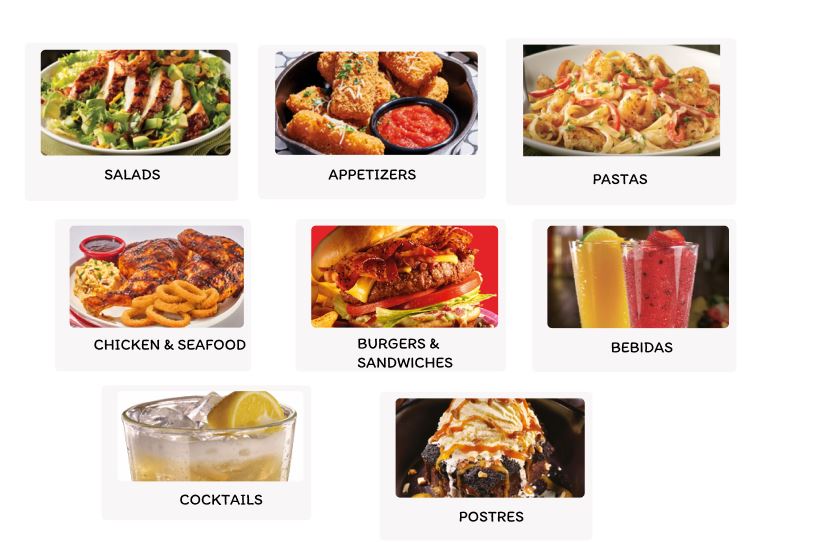 SALADS
APPETIZERS
PASTAS
CHICKEN & SEAFOOD
BURGERS &
SANDWICHES
BEBIDAS
COCKTAILS
POSTRES